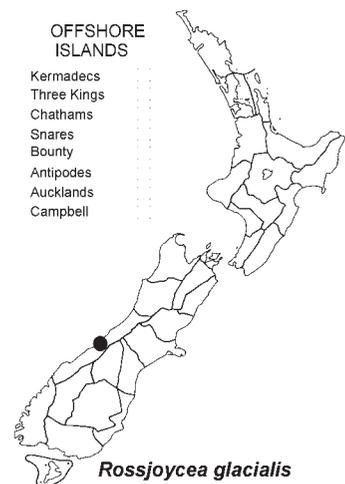 OFFSHORE
ISLANDS
Kermadecs
Three Kings
Chathams
Snares
Bounty
Antipodes
Aucklands
Campbell
Rossjoycea glacialis